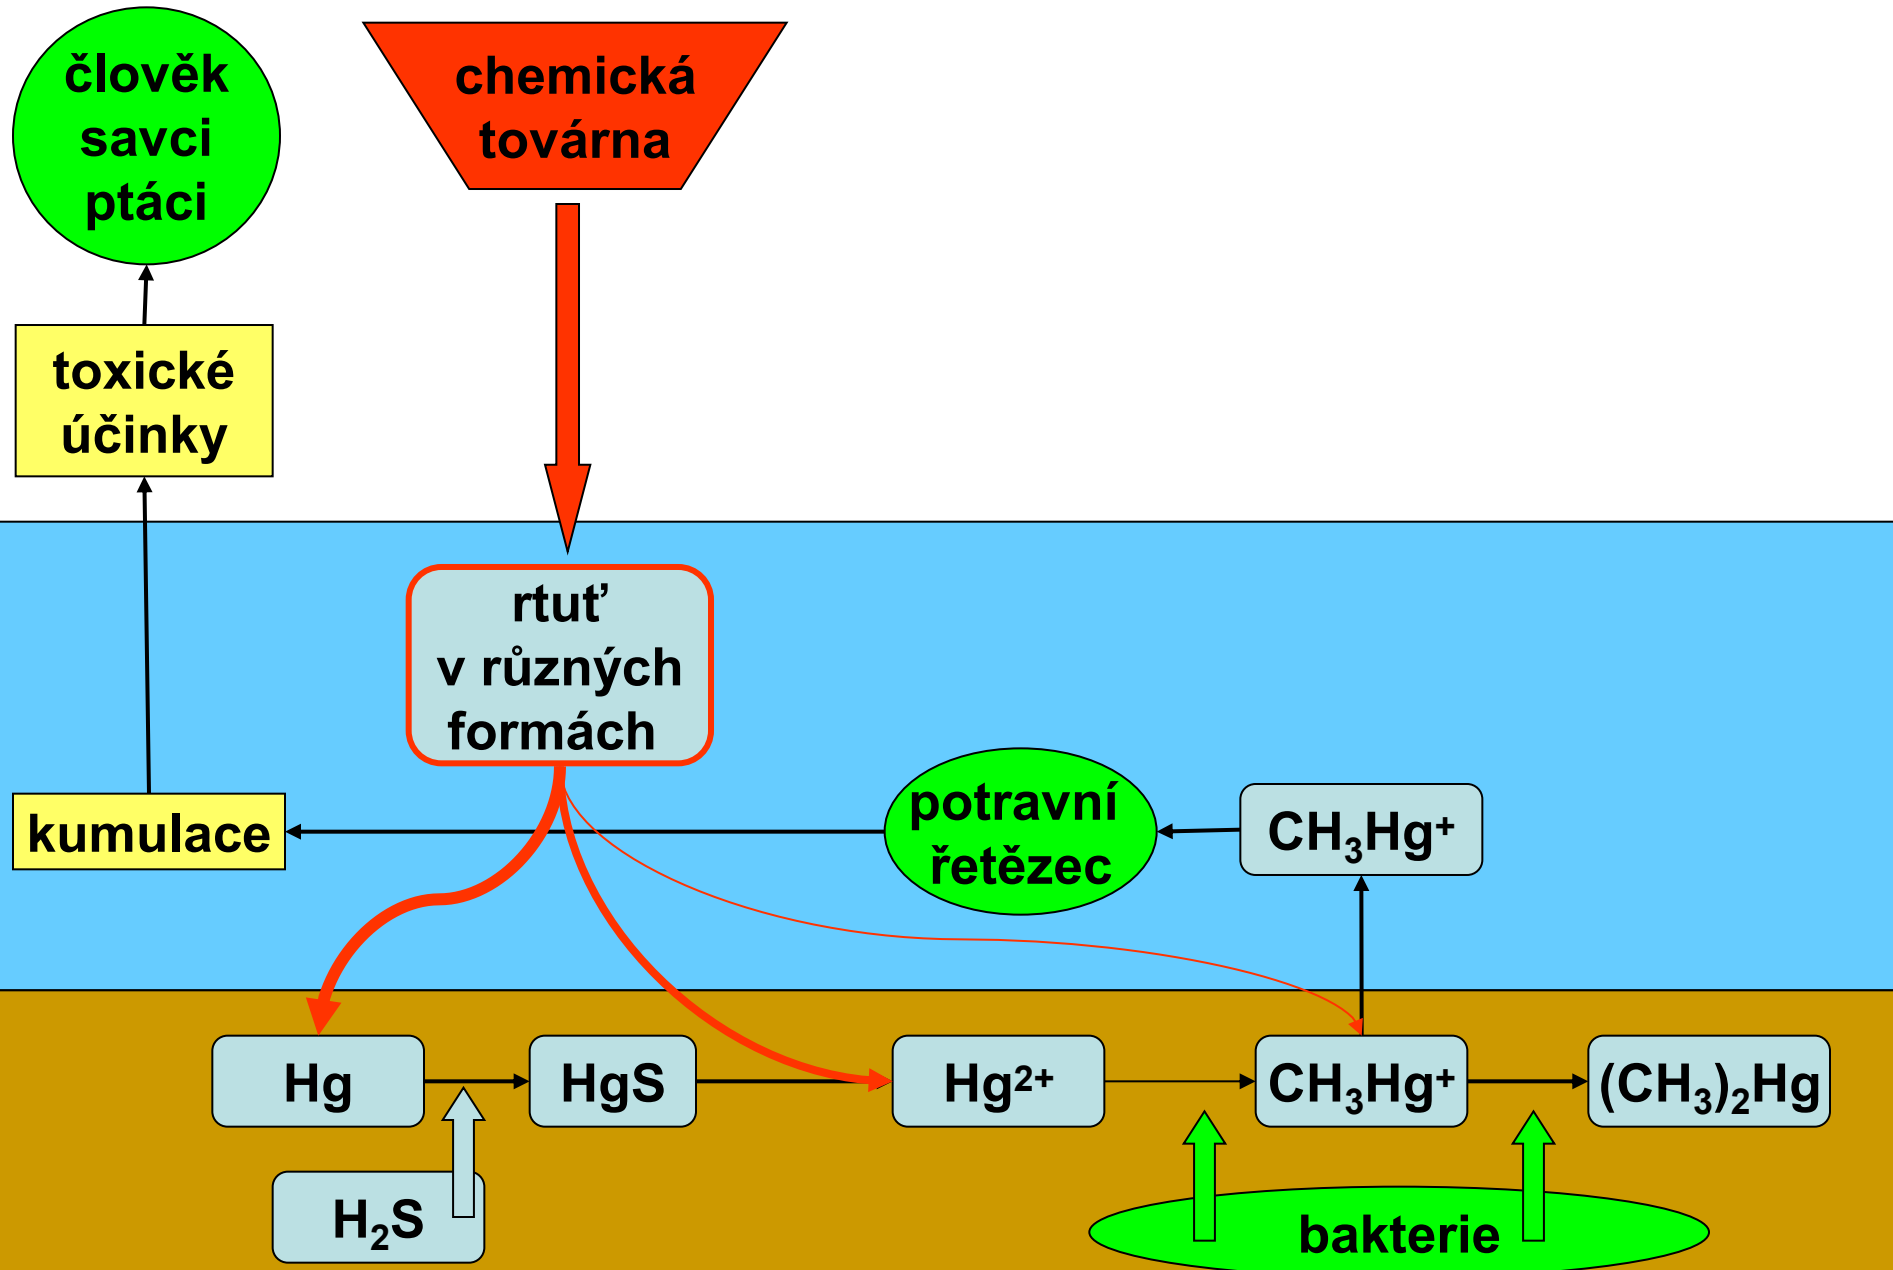 člověk
savci
ptáci
chemická
továrna
toxické
účinky
rtuť
v různých
formách
kumulace
potravní
řetězec
CH₃Hg⁺
Hg
HgS
Hg²⁺
CH₃Hg⁺
(CH₃)₂Hg
H₂S
bakterie